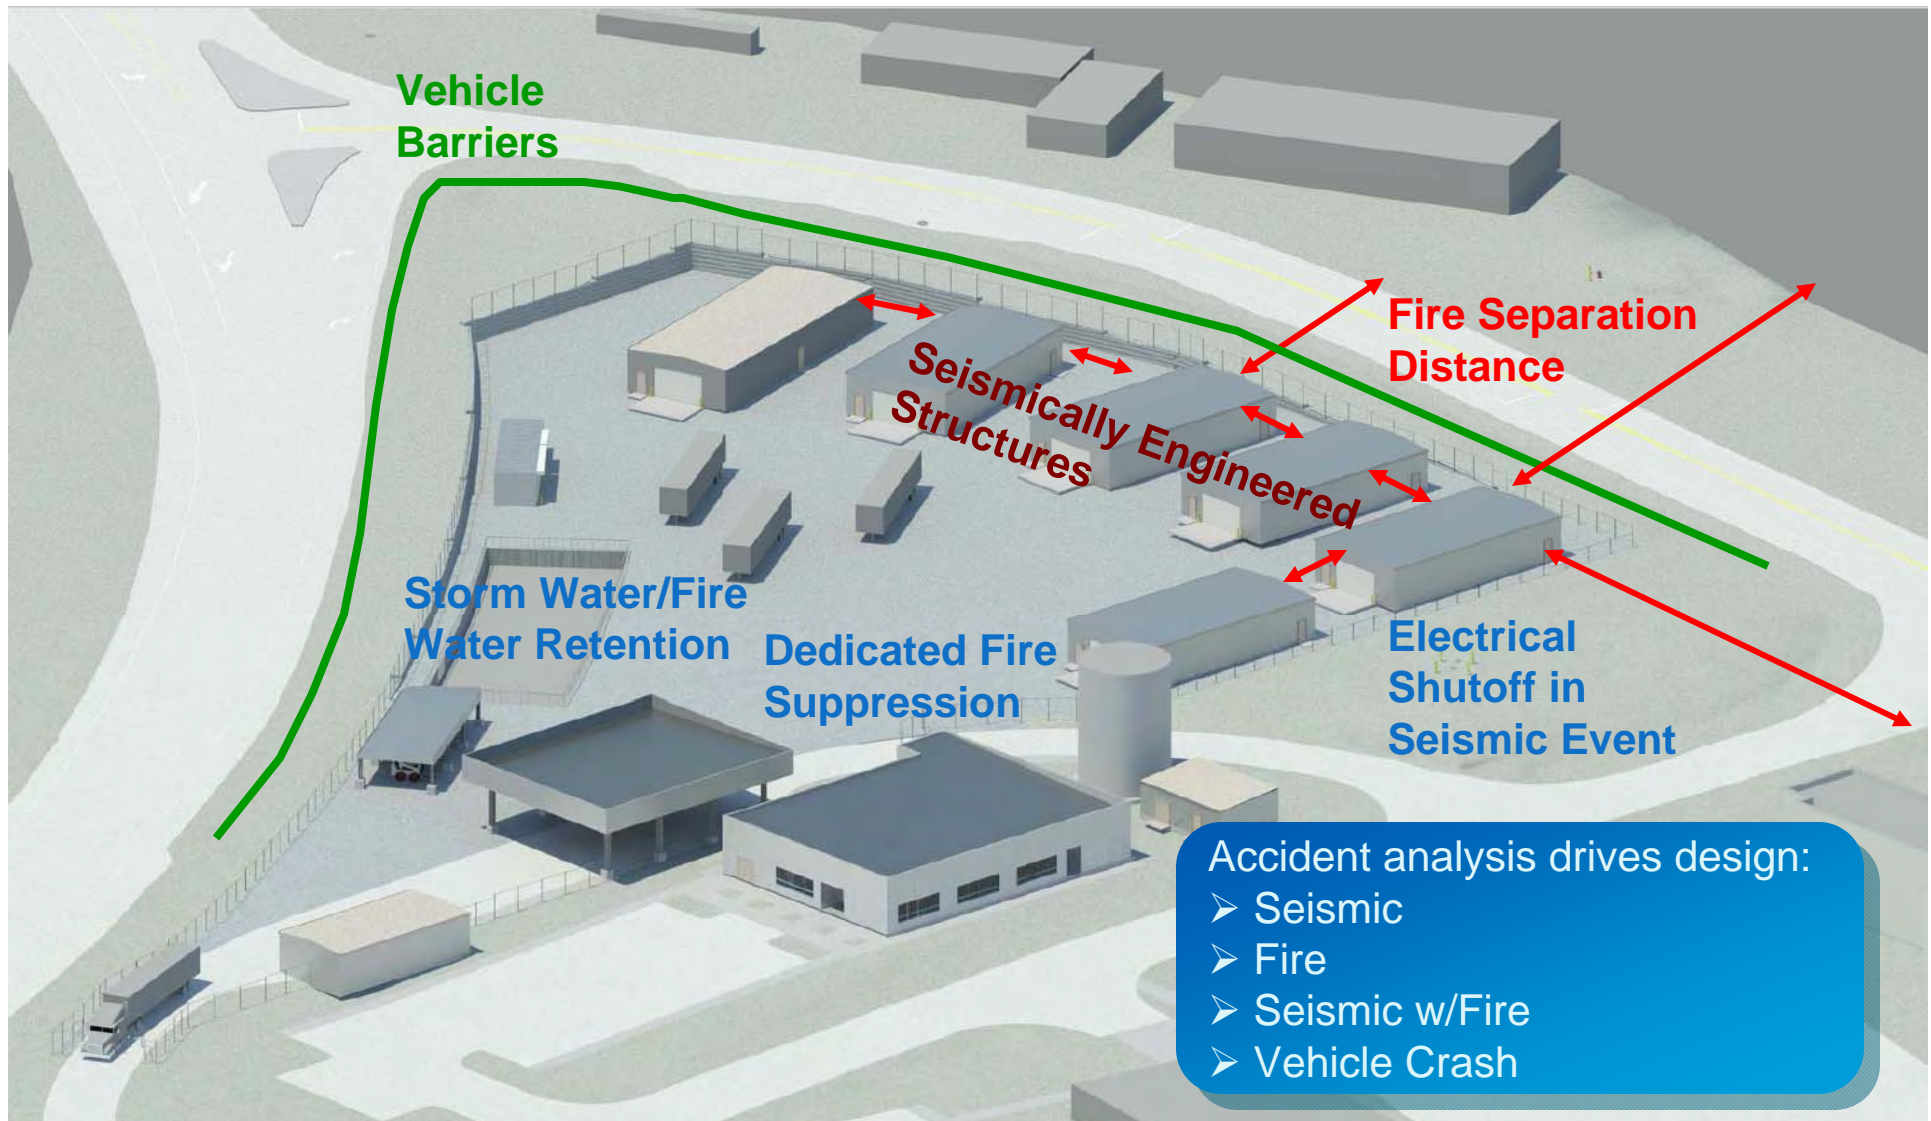 Vehicle
Barriers
Fire Separation
Distance
Seismically Engineered
Structures
Storm Water/Fire
Water Retention
Dedicated Fire
Suppression
Electrical
Shutoff in
Seismic Event
Accident analysis drives design:
➢ Seismic
➢ Fire
➢ Seismic w/Fire
➢ Vehicle Crash